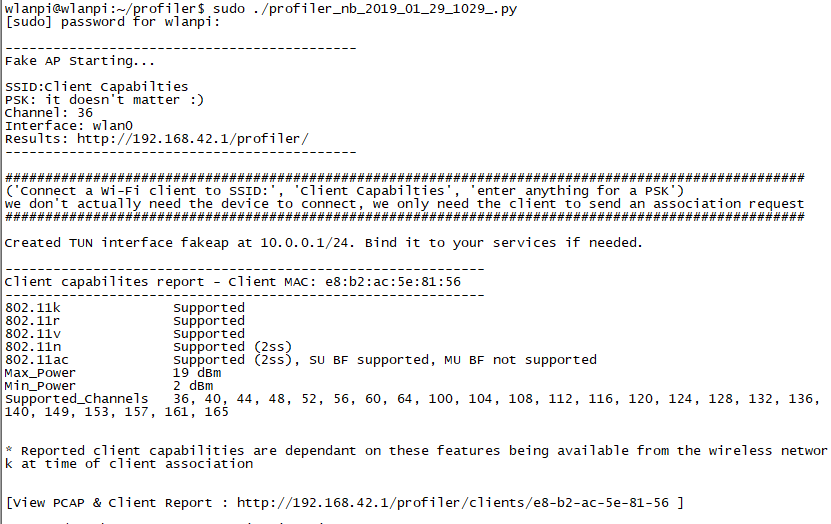 wlanpi@wlanpi:~/profiler$ sudo ./profiler_nb_2019_01_29_1029_.py
[sudo] password for wlanpi:
--------------------------------------------
Fake AP Starting...
SSID:Client Capabilties
PSK: it doesn't matter :)
Channel: 36
Interface: wlan0
Results: http://192.168.42.1/profiler/
--------------------------------------------
####################################################################################################
('Connect a Wi-Fi client to SSID:', 'Client Capabilties', 'enter anything for a PSK')
we don't actually need the device to connect, we only need the client to send an association request
####################################################################################################
Created TUN interface fakeap at 10.0.0.1/24. Bind it to your services if needed.
------------------------------------------------------------
Client capabilites report - Client MAC: e8:b2:ac:5e:81:56
------------------------------------------------------------
802.11k              Supported
802.11r              Supported
802.11v              Supported
802.11n              Supported (2ss)
802.11ac             Supported (2ss), SU BF supported, MU BF not supported
Max_Power            19 dBm
Min_Power            2 dBm
Supported_Channels   36, 40, 44, 48, 52, 56, 60, 64, 100, 104, 108, 112, 116, 120, 124, 128, 132, 136,
140, 149, 153, 157, 161, 165
* Reported client capabilities are dependant on these features being available from the wireless networ
k at time of client association
[View PCAP & Client Report : http://192.168.42.1/profiler/clients/e8-b2-ac-5e-81-56 ]